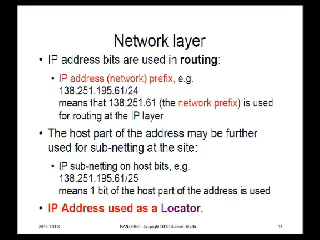 Network layer
• IP address bits are used in routing:
• IP address (network) prefix, e.g.
138.251.195.61/24
means that 138.251.61 (the network prefix) is used
for routing at the IP layer
• The host part of the address may be further
used for sub-netting at the site:
• IP sub-netting on host bits, e.g.
138.251.195.61/25
means 1 bit of the host part of the address is used
• IP Address used as a Locator.